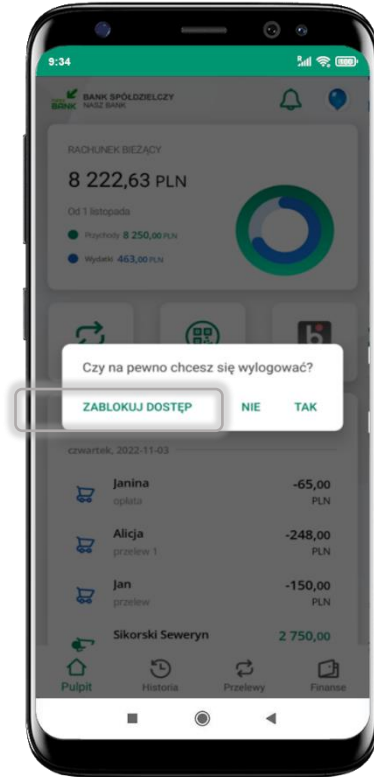 9:34
BANK SPÓŁDZIELCZY
NASZ BANK
RACHUNEK BIEŻĄCY
8 222,63 PLN
Od 1 listopada
Przychody 8 250,00 PLN
Wydatki 463,00 PLN
Czy na pewno chcesz się wylogować?
ZABLOKUJ DOSTĘP NIE TAK
czwartek, 2022-11-03
Janina -65,00
opłata PLN
Alicja -248,00
przelew 1 PLN
Jan -150,00
przelew PLN
Sikorski Seweryn 2 750,00
Pulpit Historia Przelewy Finanse